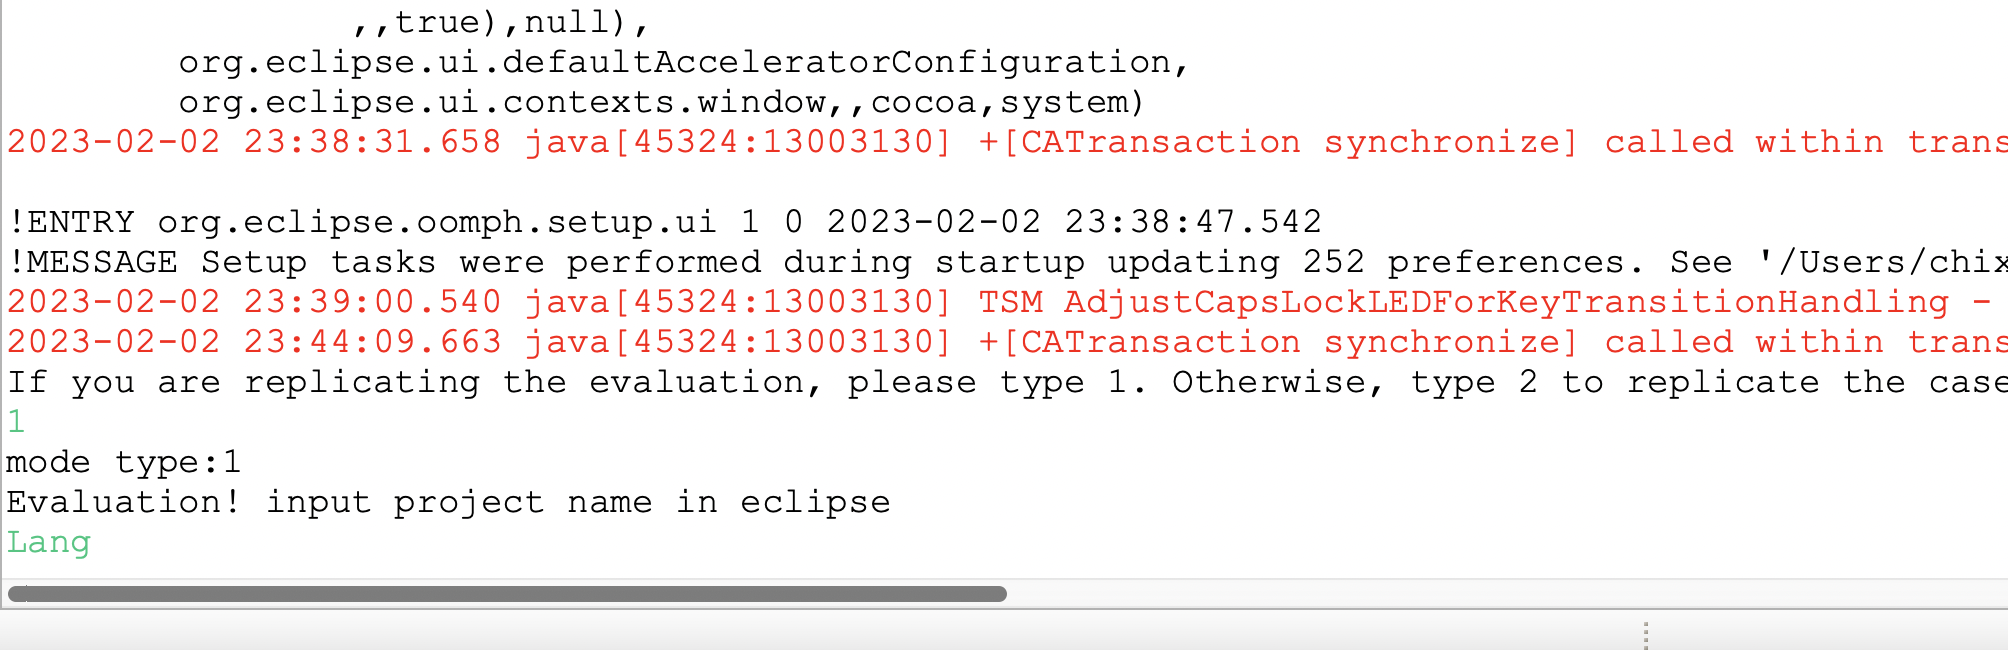 ,,true),null),
org.eclipse.ui.defaultAcceleratorConfiguration,
org.eclipse.ui.contexts.window,,cocoa,system)
2023-02-02 23:38:31.658 java[45324:13003130] +[CATransaction synchronize] called within trans
!ENTRY org.eclipse.oomph.setup.ui 1 0 2023-02-02 23:38:47.542
!MESSAGE Setup tasks were performed during startup updating 252 preferences. See '/Users/chix
2023-02-02 23:39:00.540 java[45324:13003130] TSM AdjustCapsLockLEDForKeyTransitionHandling -
2023-02-02 23:44:09.663 java[45324:13003130] +[CATransaction synchronize] called within trans
If you are replicating the evaluation, please type 1. Otherwise, type 2 to replicate the case
1
mode type:1
Evaluation! input project name in eclipse
Lang